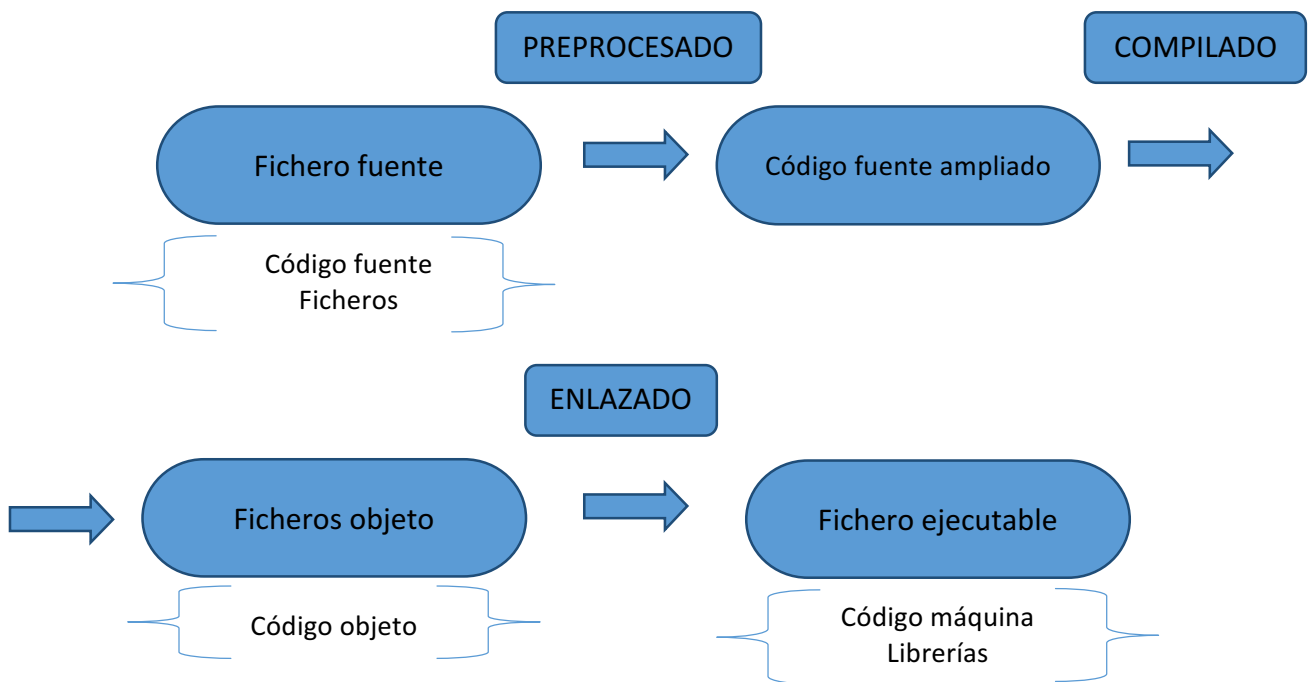 PREPROCESADO
COMPILADO
Fichero fuente
Código fuente ampliado
Código fuente
Ficheros
ENLAZADO
Ficheros objeto
Fichero ejecutable
Código objeto
Código máquina
Librerías